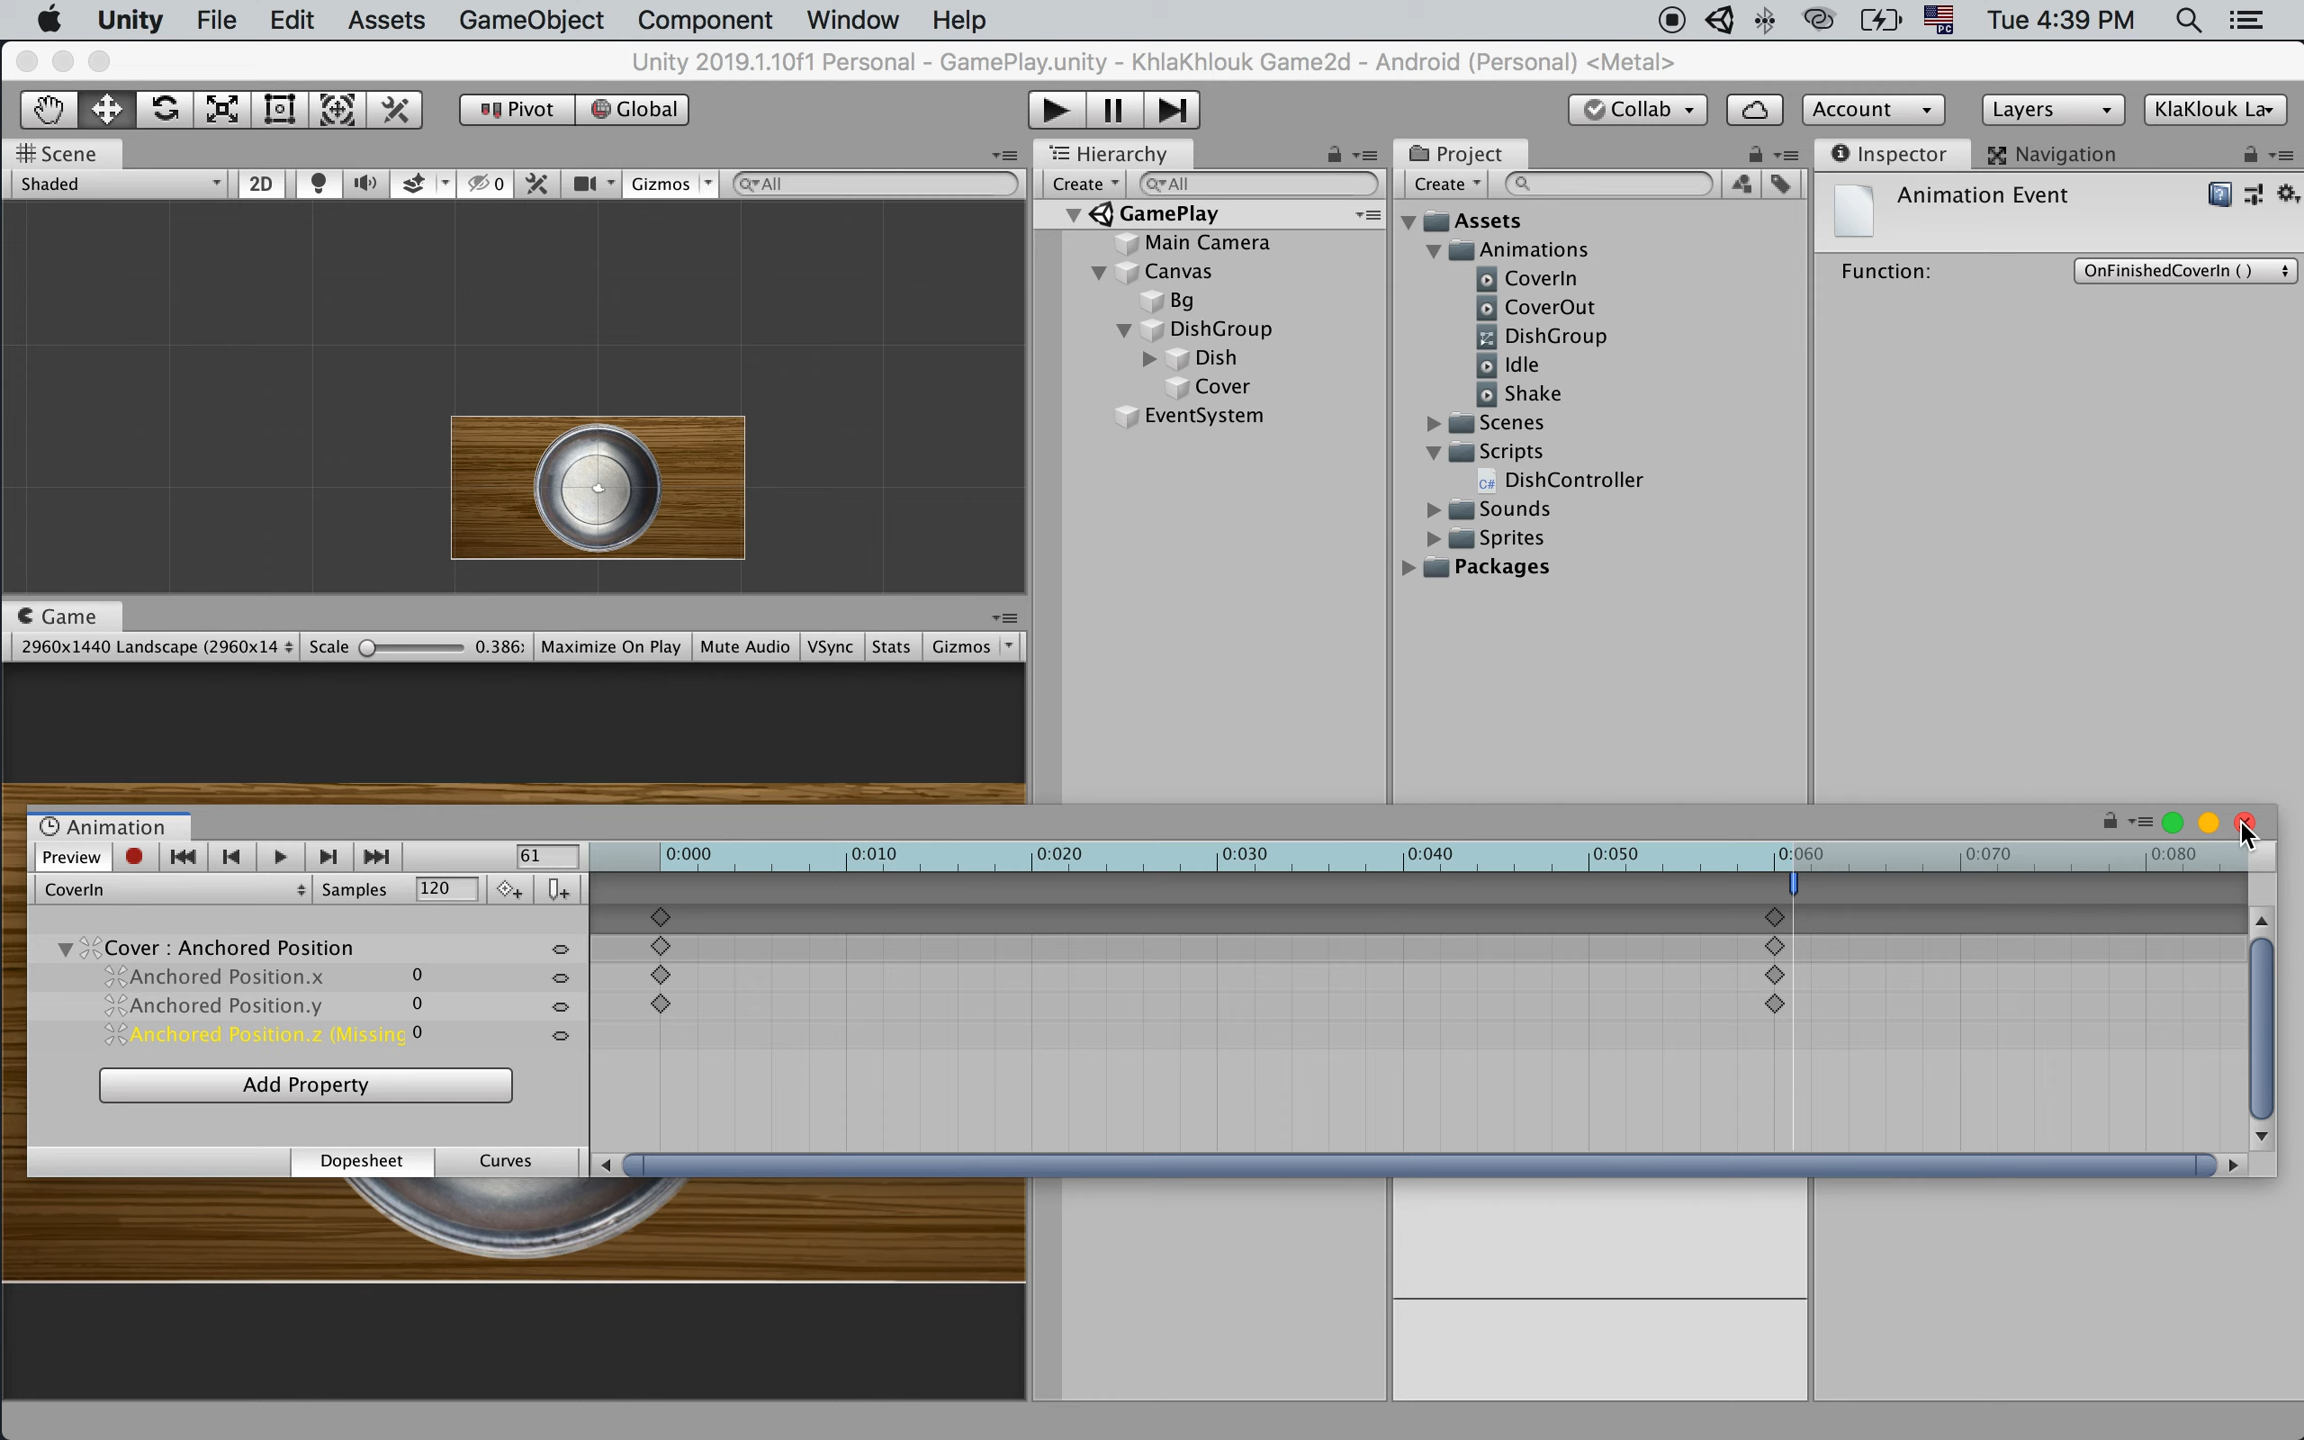 Unity File Edit Assets GameObject Component Window Help Tue 4:39 PM
Unity 2019.1.10f1 Personal - GamePlay.unity - KhlaKhlouk Game2d - Android (Personal) <Metal>
Pivot Global Collab Account Layers KlaKlouk La
Scene
Shaded 2D 0 Gizmos All
Hierarchy
Create All
GamePlay
Main Camera
Canvas
Bg
DishGroup
Dish
Cover
EventSystem
Project
Create
Assets
Animations
CoverIn
CoverOut
DishGroup
Idle
Shake
Scenes
Scripts
C#
DishController
Sounds
Sprites
Packages
Inspector Navigation
Animation Event
Function: OnFinishedCoverIn ( )
Game
2960x1440 Landscape (2960x14 Scale 0.386: Maximize On Play Mute Audio VSync Stats Gizmos
Animation
Preview 61 0:000 0:010 0:020 0:030 0:040 0:050 0:060 0:070 0:080
CoverIn Samples 120
Cover : Anchored Position
Anchored Position.x 0
Anchored Position.y 0
Anchored Position.z (Missing 0
Add Property
Dopesheet Curves